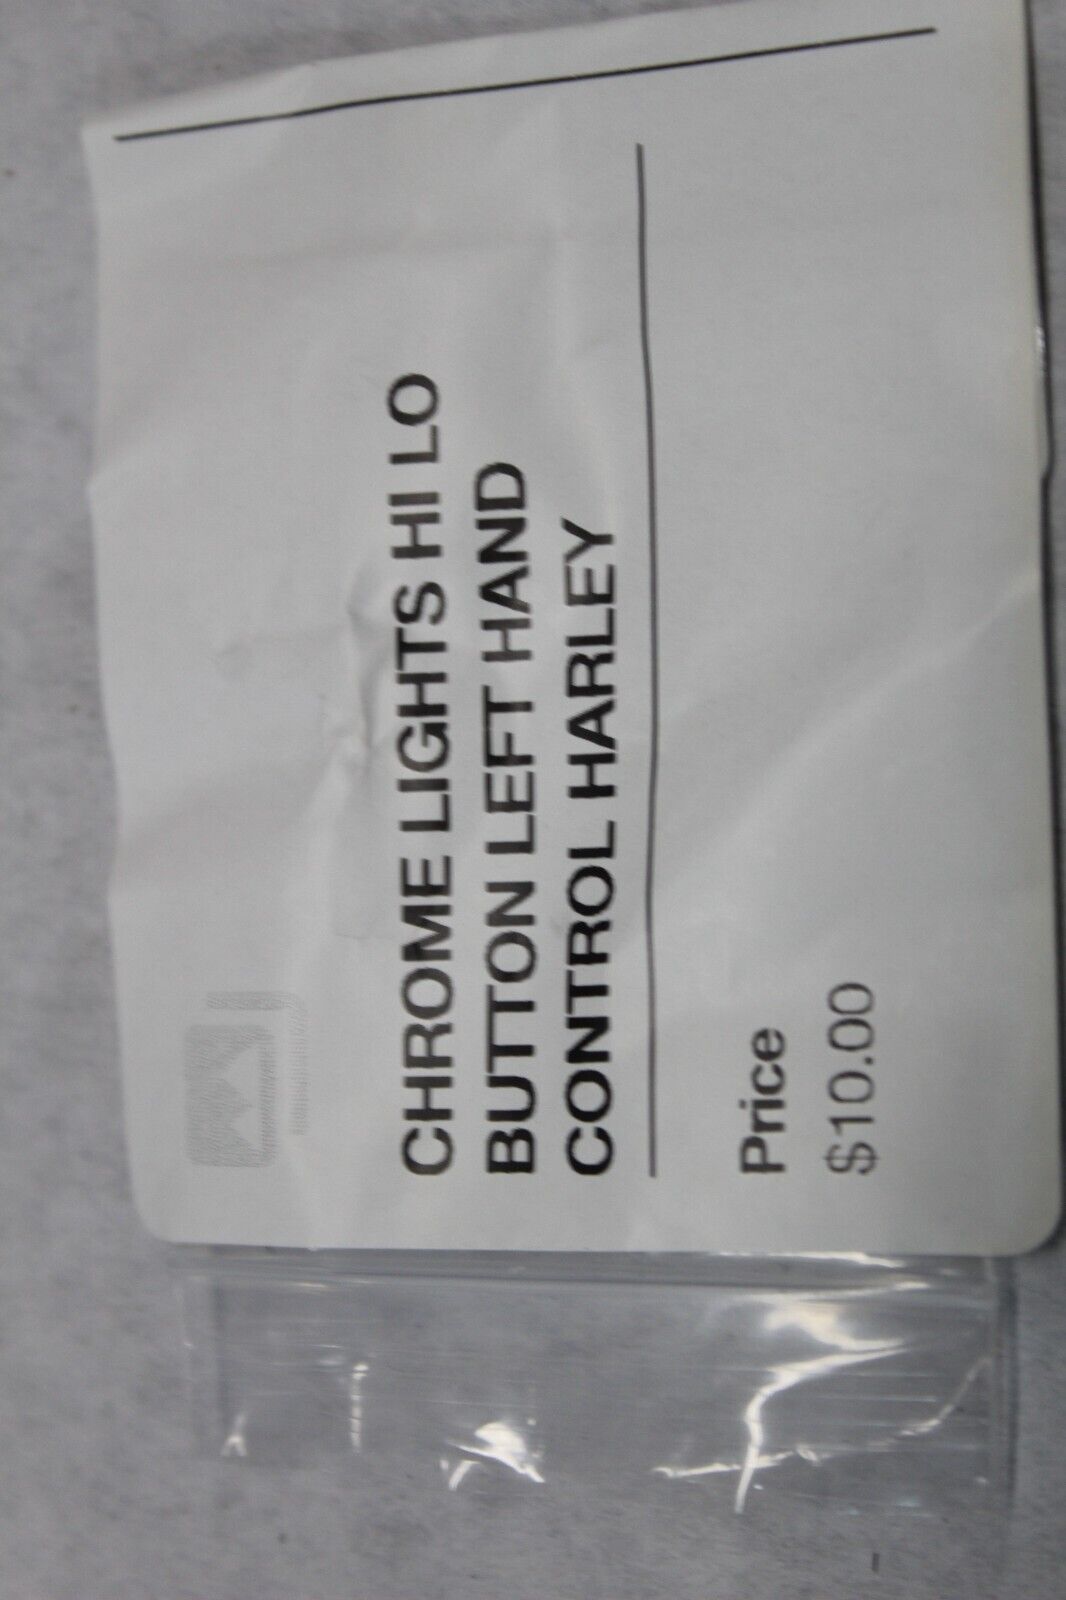 CHROME LIGHTS HI LO
BUTTON LEFT HAND
CONTROL HARLEY
Price
$10.00